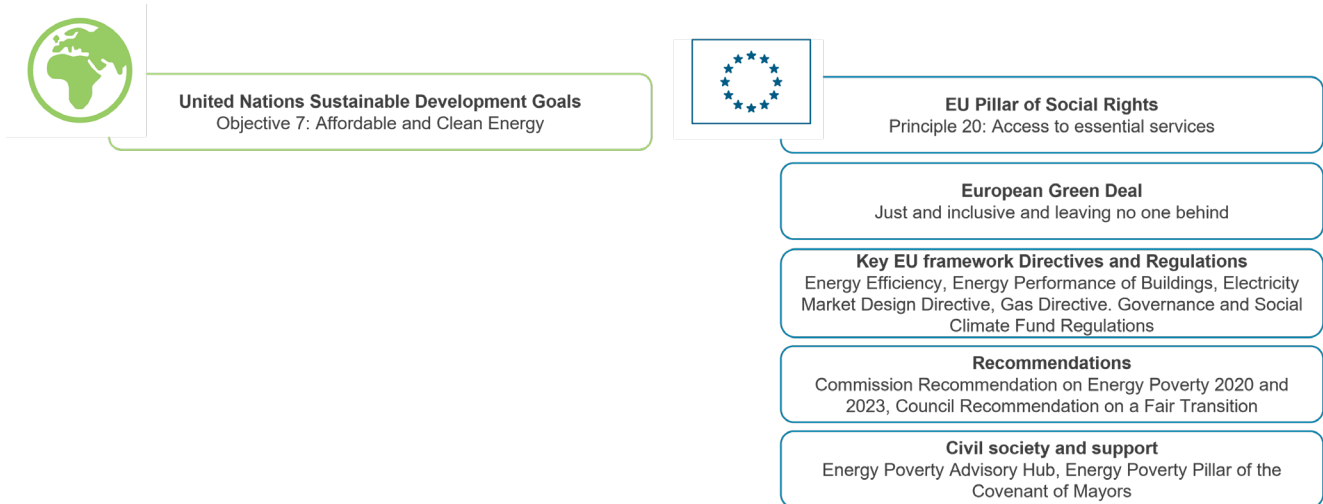 United Nations Sustainable Development Goals
Objective 7: Affordable and Clean Energy
EU Pillar of Social Rights
Principle 20: Access to essential services
European Green Deal
Just and inclusive and leaving no one behind
Key EU framework Directives and Regulations
Energy Efficiency, Energy Performance of Buildings, Electricity
Market Design Directive, Gas Directive. Governance and Social
Climate Fund Regulations
Recommendations
Commission Recommendation on Energy Poverty 2020 and
2023, Council Recommendation on a Fair Transition
Civil society and support
Energy Poverty Advisory Hub, Energy Poverty Pillar of the
Covenant of Mayors